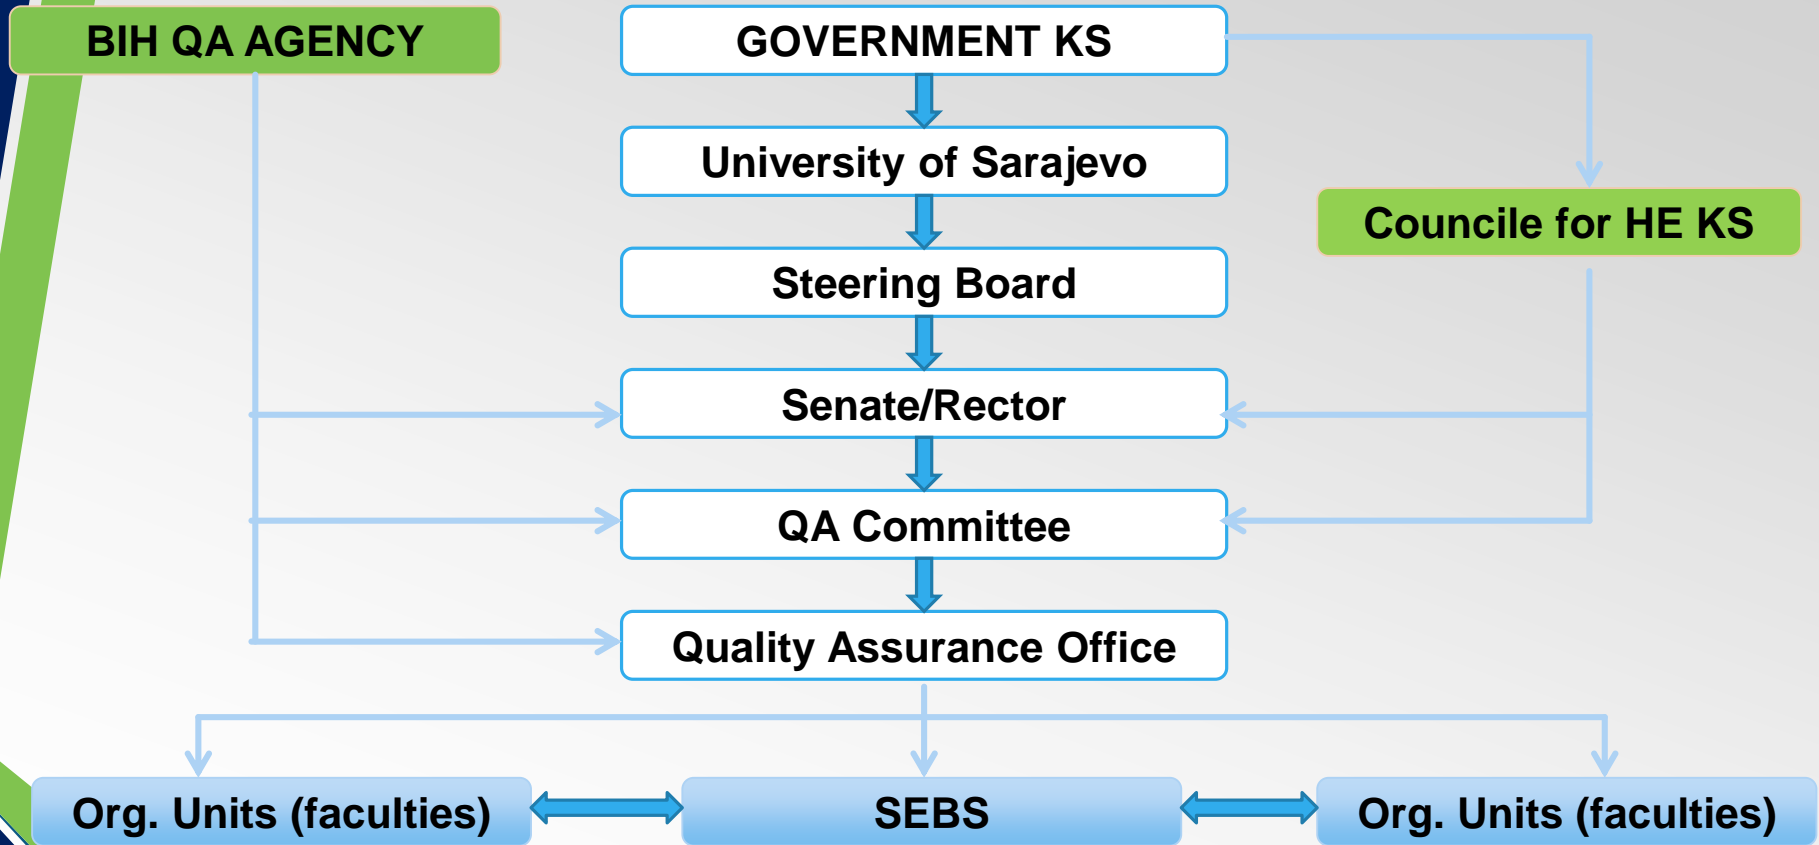 BIH QA AGENCY
GOVERNMENT KS
University of Sarajevo
Councile for HE KS
Steering Board
Senate/Rector
QA Committee
Quality Assurance Office
Org. Units (faculties)
SEBS
Org. Units (faculties)